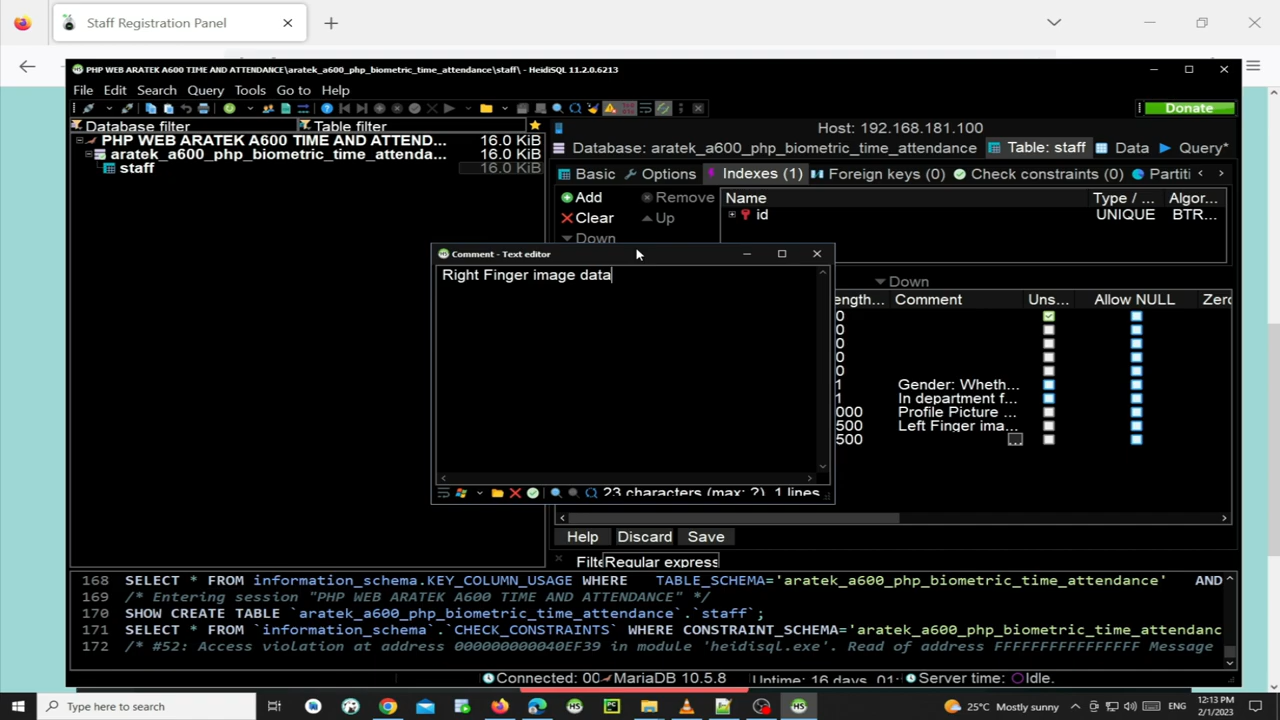 Staff Registration Panel
PHP WEB ARATEK A600 TIME AND ATTENDANCE\aratek_a600_php_biometric_time_attendance\staff\ - HeidiSQL 11.2.0.6213
File Edit Search Query Tools Go to Help
Donate
Database filter Table filter
Host: 192.168.181.100
PHP WEB ARATEK A600 TIME AND ATTEND... 16.0 KiB
aratek_a600_php_biometric_time_attenda... 16.0 KiB
staff 16.0 KiB
Database: aratek_a600_php_biometric_time_attendance Table: staff Data Query*
Basic Options Indexes (1) Foreign keys (0) Check constraints (0) Partiti
Add Remove
Clear Up
Down
Name Type / ... Algor...
id UNIQUE BTR...
Comment - Text editor
Right Finger image data
23 characters (max: ?), 1 lines
Down
ength... Comment Uns... Allow NULL Zero
0
0
0
0
0
1 Gender: Wheth...
1 In department f...
000 Profile Picture ...
500 Left Finger ima...
500 ...
Help Discard Save
Filte Regular express
168 SELECT * FROM information_schema.KEY_COLUMN_USAGE WHERE TABLE_SCHEMA='aratek_a600_php_biometric_time_attendance' AND
169 /* Entering session "PHP WEB ARATEK A600 TIME AND ATTENDANCE" */
170 SHOW CREATE TABLE `aratek_a600_php_biometric_time_attendance`.`staff`;
171 SELECT * FROM `information_schema`.`CHECK_CONSTRAINTS` WHERE CONSTRAINT_SCHEMA='aratek_a600_php_biometric_time_attendanc
172 /* #52: Access violation at address 000000000040EF39 in module 'heidisql.exe'. Read of address FFFFFFFFFFFFFFFF Message
Connected: 00 MariaDB 10.5.8 Uptime: 16 days, 01: Server time: Idle.
Type here to search
25°C Mostly sunny
12:13 PM
2/1/2023